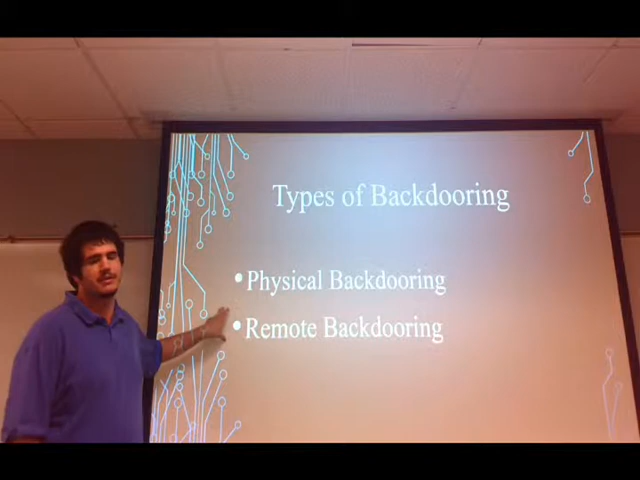 Types of Backdooring
•Physical Backdooring
•Remote Backdooring